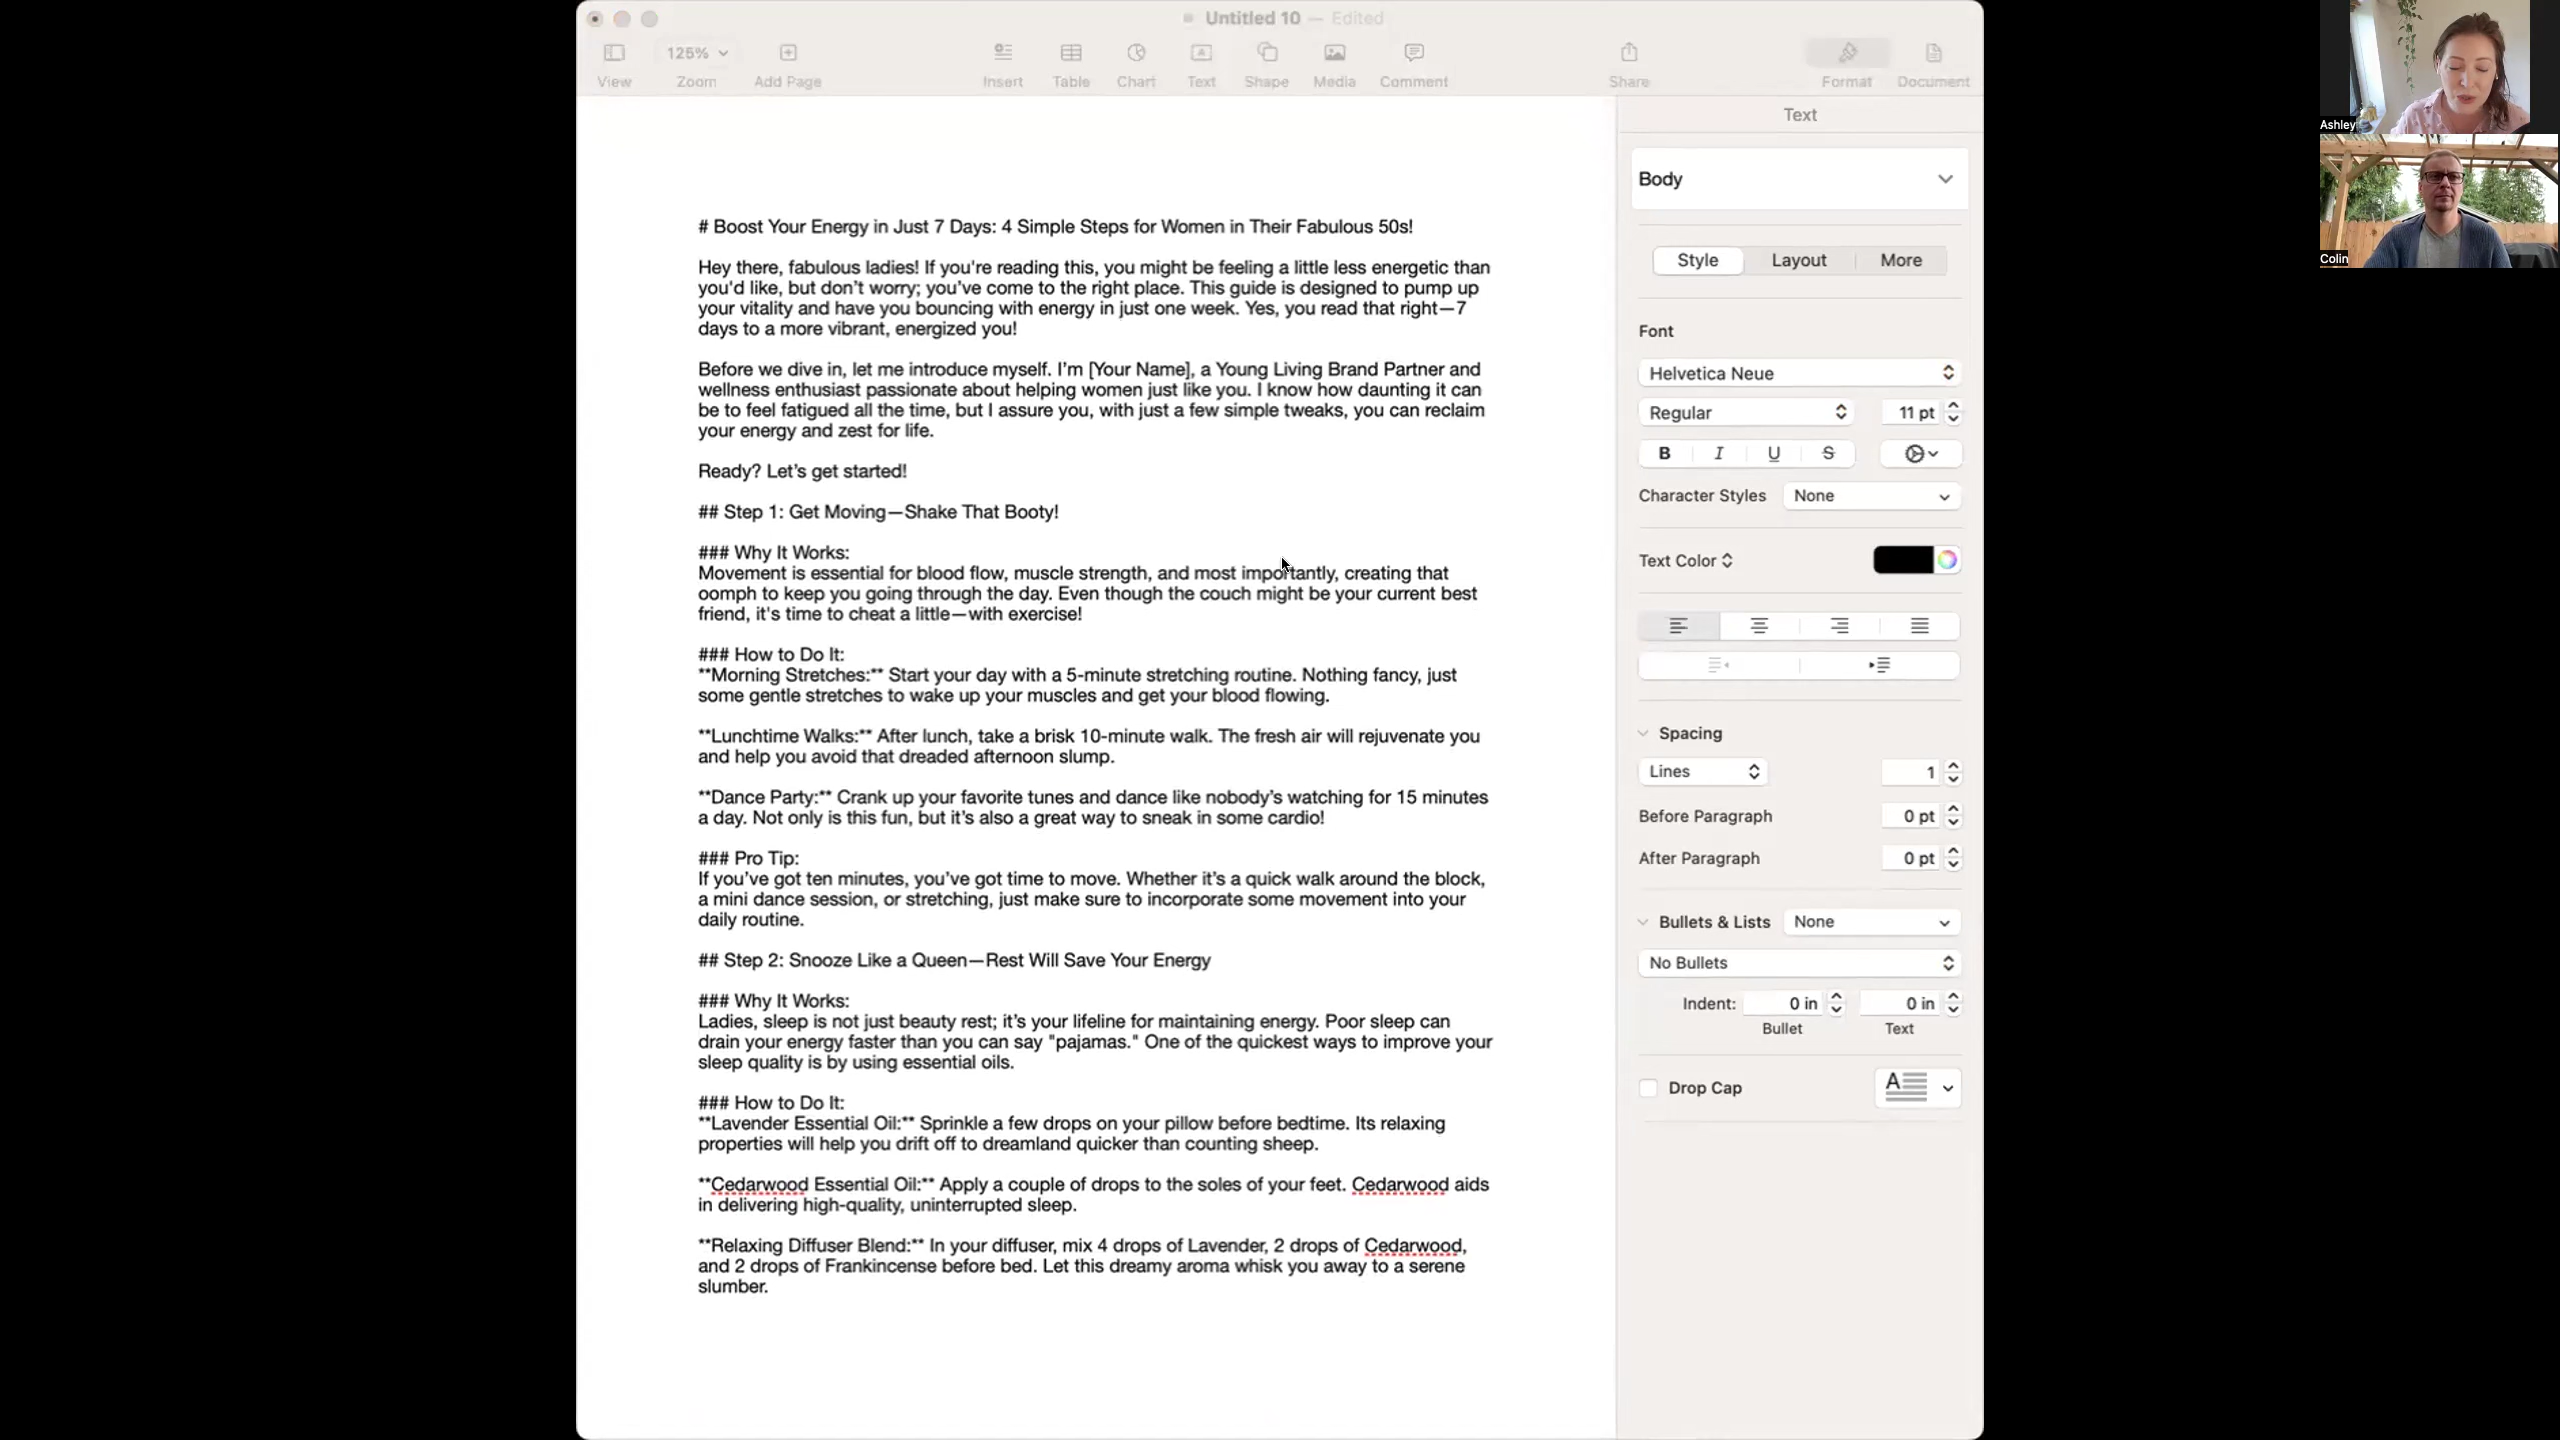 Untitled 10 — Edited
View
125%
Zoom
Add Page
Insert
Table
Chart
Text
Shape
Media
Comment
Share
Format
Document
Ashley
Colin
# Boost Your Energy in Just 7 Days: 4 Simple Steps for Women in Their Fabulous 50s!
Hey there, fabulous ladies! If you're reading this, you might be feeling a little less energetic than
you'd like, but don’t worry; you’ve come to the right place. This guide is designed to pump up
your vitality and have you bouncing with energy in just one week. Yes, you read that right—7
days to a more vibrant, energized you!
Before we dive in, let me introduce myself. I’m [Your Name], a Young Living Brand Partner and
wellness enthusiast passionate about helping women just like you. I know how daunting it can
be to feel fatigued all the time, but I assure you, with just a few simple tweaks, you can reclaim
your energy and zest for life.
Ready? Let’s get started!
## Step 1: Get Moving—Shake That Booty!
### Why It Works:
Movement is essential for blood flow, muscle strength, and most importantly, creating that
oomph to keep you going through the day. Even though the couch might be your current best
friend, it's time to cheat a little—with exercise!
### How to Do It:
**Morning Stretches:** Start your day with a 5-minute stretching routine. Nothing fancy, just
some gentle stretches to wake up your muscles and get your blood flowing.
**Lunchtime Walks:** After lunch, take a brisk 10-minute walk. The fresh air will rejuvenate you
and help you avoid that dreaded afternoon slump.
**Dance Party:** Crank up your favorite tunes and dance like nobody’s watching for 15 minutes
a day. Not only is this fun, but it’s also a great way to sneak in some cardio!
### Pro Tip:
If you’ve got ten minutes, you’ve got time to move. Whether it’s a quick walk around the block,
a mini dance session, or stretching, just make sure to incorporate some movement into your
daily routine.
## Step 2: Snooze Like a Queen—Rest Will Save Your Energy
### Why It Works:
Ladies, sleep is not just beauty rest; it’s your lifeline for maintaining energy. Poor sleep can
drain your energy faster than you can say "pajamas." One of the quickest ways to improve your
sleep quality is by using essential oils.
### How to Do It:
**Lavender Essential Oil:** Sprinkle a few drops on your pillow before bedtime. Its relaxing
properties will help you drift off to dreamland quicker than counting sheep.
**Cedarwood Essential Oil:** Apply a couple of drops to the soles of your feet. Cedarwood aids
in delivering high-quality, uninterrupted sleep.
**Relaxing Diffuser Blend:** In your diffuser, mix 4 drops of Lavender, 2 drops of Cedarwood,
and 2 drops of Frankincense before bed. Let this dreamy aroma whisk you away to a serene
slumber.
Text
Body
Style
Layout
More
Font
Helvetica Neue
Regular
11 pt
B I U S
Character Styles
None
Text Color
Spacing
Lines
1
Before Paragraph
0 pt
After Paragraph
0 pt
Bullets & Lists
None
No Bullets
Indent:
0 in
0 in
Bullet
Text
Drop Cap
A